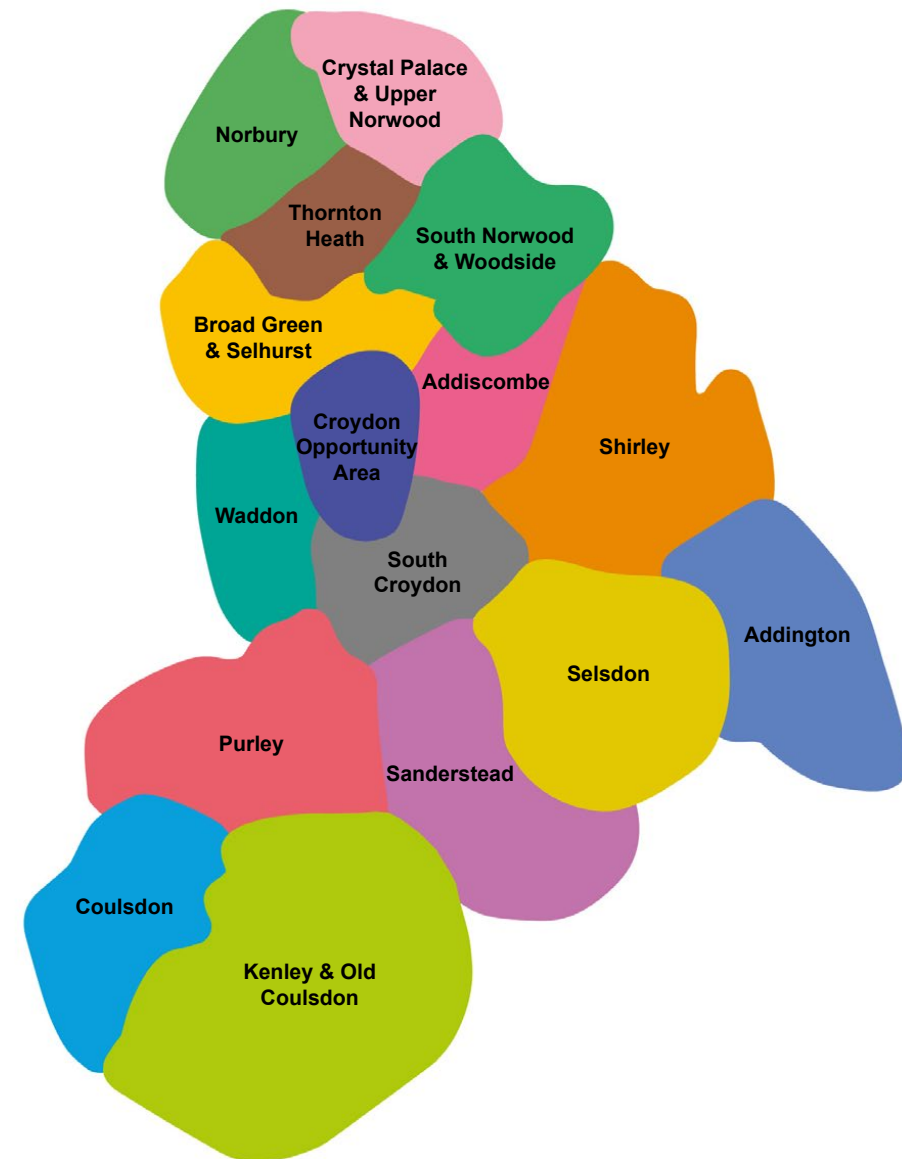 Crystal Palace
& Upper
Norwood
Norbury
Thornton
Heath
South Norwood
& Woodside
Broad Green
& Selhurst
Addiscombe
Croydon
Opportunity
Area
Shirley
Waddon
South
Croydon
Addington
Selsdon
Purley
Sanderstead
Coulsdon
Kenley & Old
Coulsdon